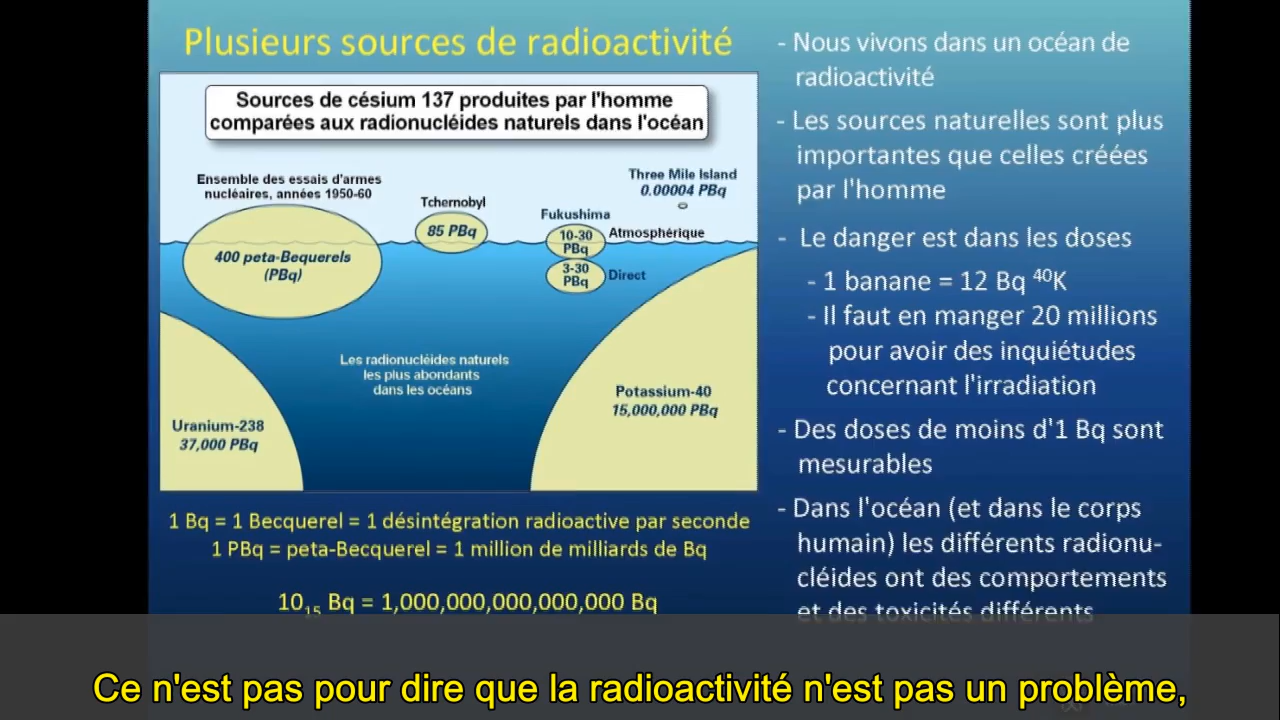 Plusieurs sources de radioactivité
Sources de césium 137 produites par l'homme
comparées aux radionucléides naturels dans l'océan
Ensemble des essais d'armes
nucléaires, années 1950-60
400 peta-Bequerels
(PBq)
Tchernobyl
85 PBq
Fukushima
10-30
PBq
Atmosphérique
3-30
PBq
Direct
Three Mile Island
0.00004 PBq
Les radionucléides naturels
les plus abondants
dans les océans
Uranium-238
37,000 PBq
Potassium-40
15,000,000 PBq
1 Bq = 1 Becquerel = 1 désintégration radioactive par seconde
1 PBq = peta-Becquerel = 1 million de milliards de Bq
10₁₅ Bq = 1,000,000,000,000,000 Bq
- Nous vivons dans un océan de
radioactivité
- Les sources naturelles sont plus
importantes que celles créées
par l'homme
- Le danger est dans les doses
- 1 banane = 12 Bq ⁴⁰K
- Il faut en manger 20 millions
pour avoir des inquiétudes
concernant l'irradiation
- Des doses de moins d'1 Bq sont
mesurables
- Dans l'océan (et dans le corps
humain) les différents radionu-
cléides ont des comportements
et des toxicités différents
Ce n'est pas pour dire que la radioactivité n'est pas un problème,